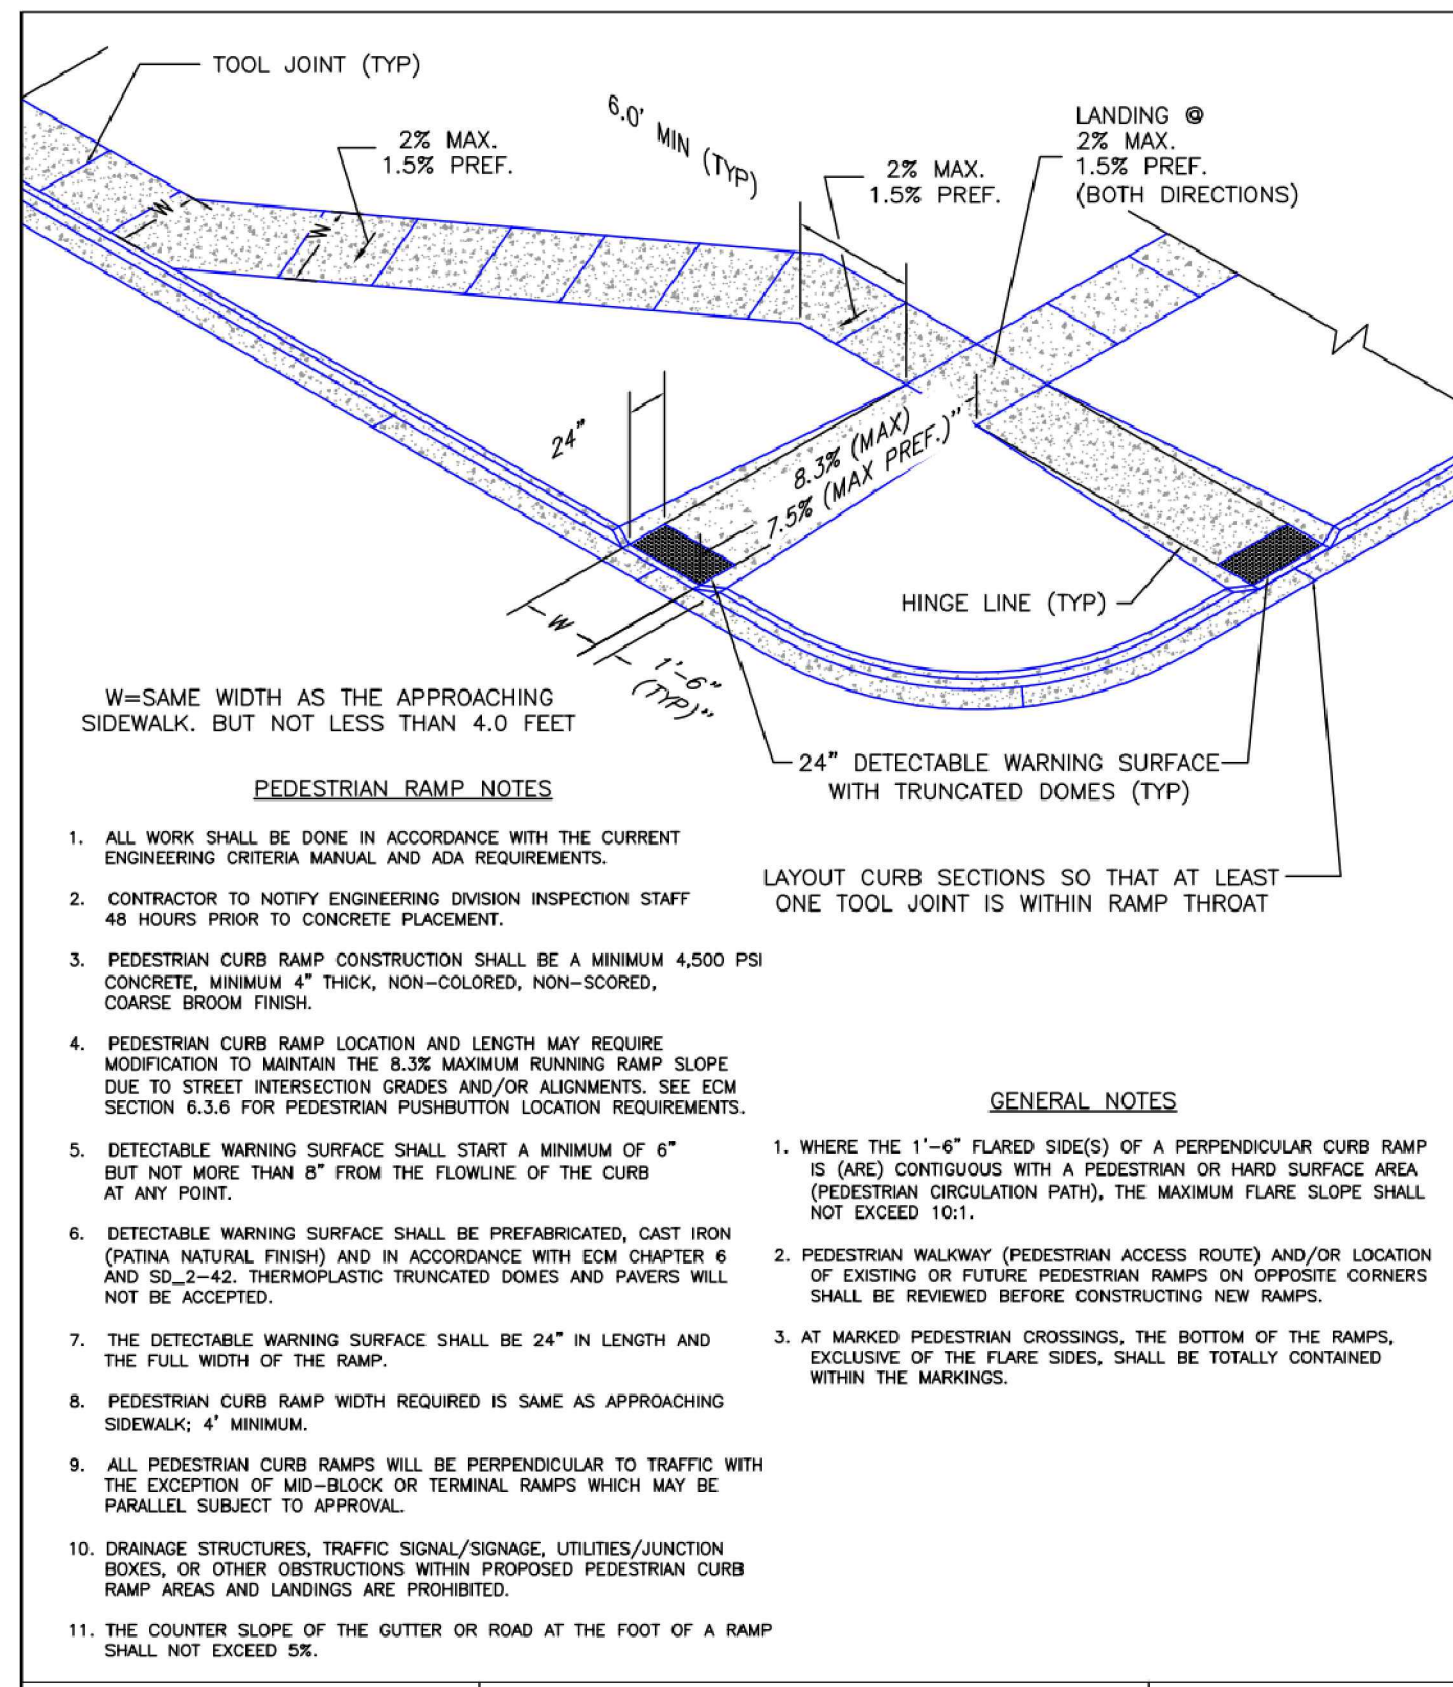 TOOL JOINT (TYP)
2% MAX.
1.5% PREF.
6.0' MIN (TYP)
2% MAX.
1.5% PREF.
LANDING @
2% MAX.
1.5% PREF.
(BOTH DIRECTIONS)
W
W
24"
8.3% (MAX)
7.5% (MAX PREF.)"
HINGE LINE (TYP)
W
1'-6"
(TYP)"
W=SAME WIDTH AS THE APPROACHING
SIDEWALK. BUT NOT LESS THAN 4.0 FEET
24" DETECTABLE WARNING SURFACE
WITH TRUNCATED DOMES (TYP)
LAYOUT CURB SECTIONS SO THAT AT LEAST
ONE TOOL JOINT IS WITHIN RAMP THROAT
PEDESTRIAN RAMP NOTES
1. ALL WORK SHALL BE DONE IN ACCORDANCE WITH THE CURRENT
ENGINEERING CRITERIA MANUAL AND ADA REQUIREMENTS.
2. CONTRACTOR TO NOTIFY ENGINEERING DIVISION INSPECTION STAFF
48 HOURS PRIOR TO CONCRETE PLACEMENT.
3. PEDESTRIAN CURB RAMP CONSTRUCTION SHALL BE A MINIMUM 4,500 PSI
CONCRETE, MINIMUM 4" THICK, NON-COLORED, NON-SCORED,
COARSE BROOM FINISH.
4. PEDESTRIAN CURB RAMP LOCATION AND LENGTH MAY REQUIRE
MODIFICATION TO MAINTAIN THE 8.3% MAXIMUM RUNNING RAMP SLOPE
DUE TO STREET INTERSECTION GRADES AND/OR ALIGNMENTS. SEE ECM
SECTION 6.3.6 FOR PEDESTRIAN PUSHBUTTON LOCATION REQUIREMENTS.
5. DETECTABLE WARNING SURFACE SHALL START A MINIMUM OF 6"
BUT NOT MORE THAN 8" FROM THE FLOWLINE OF THE CURB
AT ANY POINT.
6. DETECTABLE WARNING SURFACE SHALL BE PREFABRICATED, CAST IRON
(PATINA NATURAL FINISH) AND IN ACCORDANCE WITH ECM CHAPTER 6
AND SD_2-42. THERMOPLASTIC TRUNCATED DOMES AND PAVERS WILL
NOT BE ACCEPTED.
7. THE DETECTABLE WARNING SURFACE SHALL BE 24" IN LENGTH AND
THE FULL WIDTH OF THE RAMP.
8. PEDESTRIAN CURB RAMP WIDTH REQUIRED IS SAME AS APPROACHING
SIDEWALK; 4' MINIMUM.
9. ALL PEDESTRIAN CURB RAMPS WILL BE PERPENDICULAR TO TRAFFIC WITH
THE EXCEPTION OF MID-BLOCK OR TERMINAL RAMPS WHICH MAY BE
PARALLEL SUBJECT TO APPROVAL.
10. DRAINAGE STRUCTURES, TRAFFIC SIGNAL/SIGNAGE, UTILITIES/JUNCTION
BOXES, OR OTHER OBSTRUCTIONS WITHIN PROPOSED PEDESTRIAN CURB
RAMP AREAS AND LANDINGS ARE PROHIBITED.
11. THE COUNTER SLOPE OF THE GUTTER OR ROAD AT THE FOOT OF A RAMP
SHALL NOT EXCEED 5%.
GENERAL NOTES
1. WHERE THE 1'-6" FLARED SIDE(S) OF A PERPENDICULAR CURB RAMP
IS (ARE) CONTIGUOUS WITH A PEDESTRIAN OR HARD SURFACE AREA
(PEDESTRIAN CIRCULATION PATH), THE MAXIMUM FLARE SLOPE SHALL
NOT EXCEED 10:1.
2. PEDESTRIAN WALKWAY (PEDESTRIAN ACCESS ROUTE) AND/OR LOCATION
OF EXISTING OR FUTURE PEDESTRIAN RAMPS ON OPPOSITE CORNERS
SHALL BE REVIEWED BEFORE CONSTRUCTING NEW RAMPS.
3. AT MARKED PEDESTRIAN CROSSINGS, THE BOTTOM OF THE RAMPS,
EXCLUSIVE OF THE FLARE SIDES, SHALL BE TOTALLY CONTAINED
WITHIN THE MARKINGS.